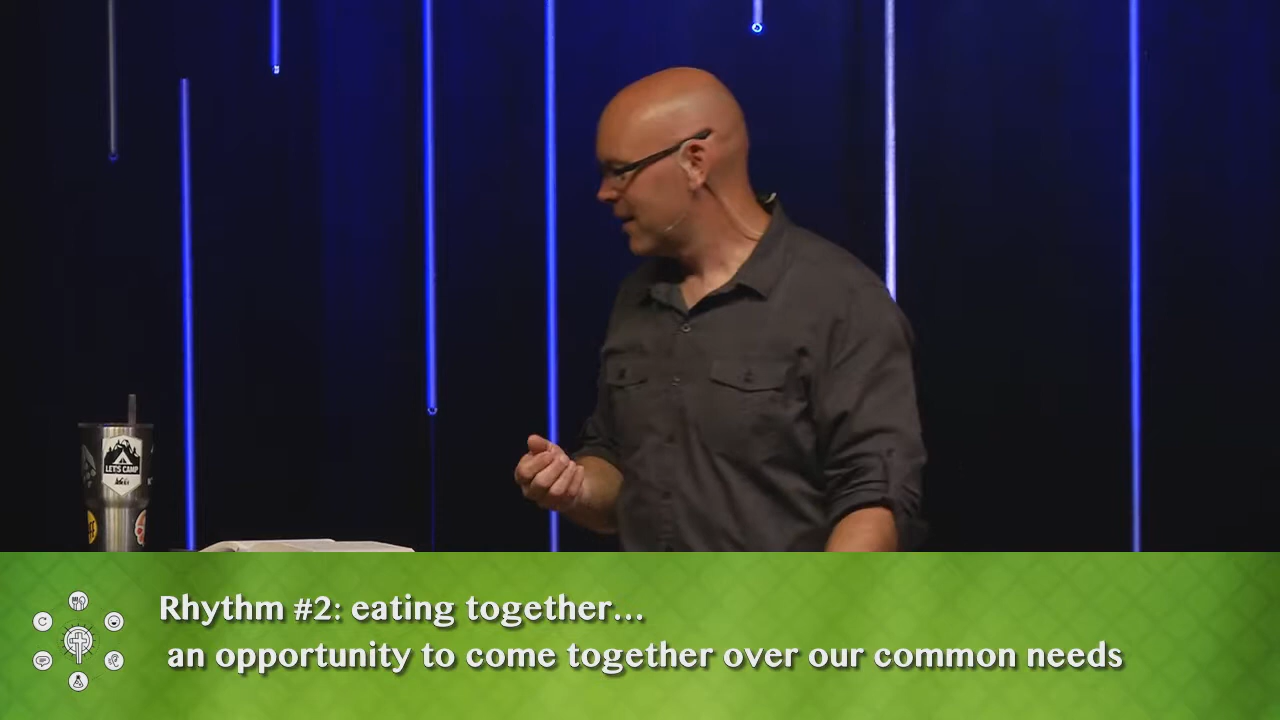 LET'S CAMP
Rhythm #2: eating together...
an opportunity to come together over our common needs